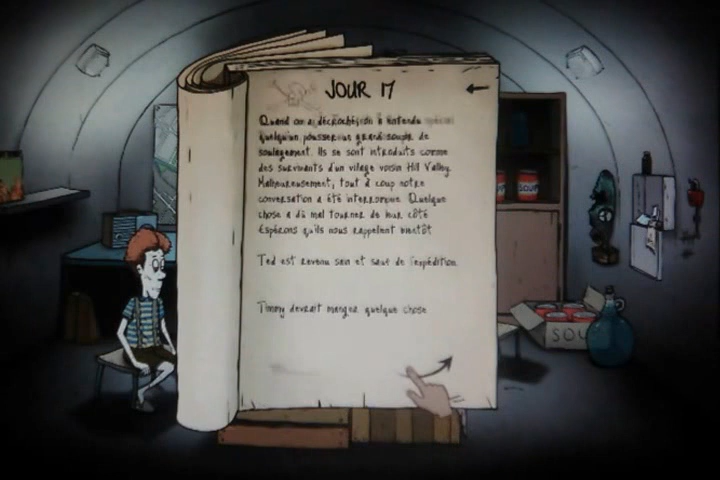 JOUR 17
Quand on a décroché, on a entendu
quelqu'un pousser un grand soupir de
soulagement. Ils se sont introduits comme
des survivants d'un village voisin Hill Valley.
Malheureusement, tout à coup notre
conversation a été interrompue. Quelque
chose a dû mal tourner de leur côté
Espérons qu'ils nous rappellent bientôt
Ted est revenu sain et sauf de l'expédition.
Timmy devrait manger quelque chose
SOUP
SOU